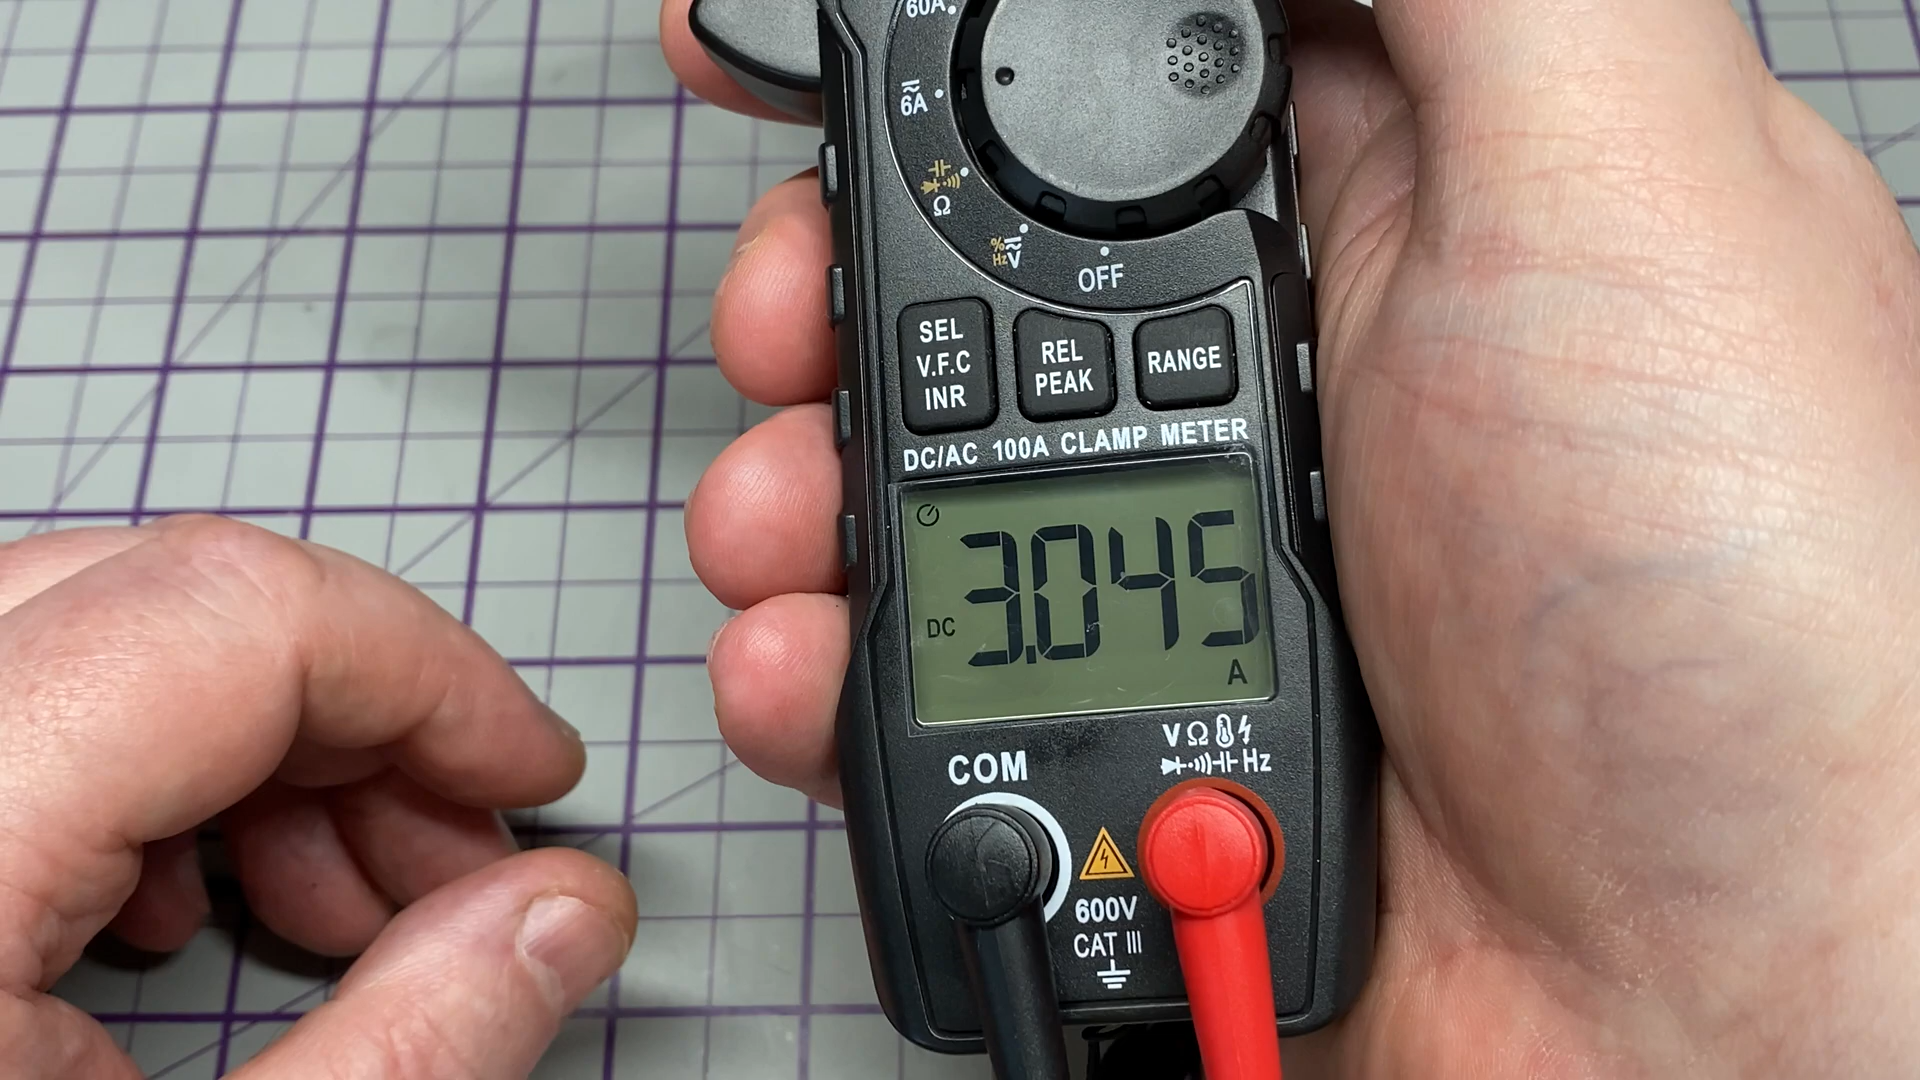 60A
6A
Ω
%
Hz V
OFF
SEL
V.F.C
INR
REL
PEAK
RANGE
DC/AC 100A CLAMP METER
DC 3.045
A
COM
V Ω
Hz
600V
CAT III